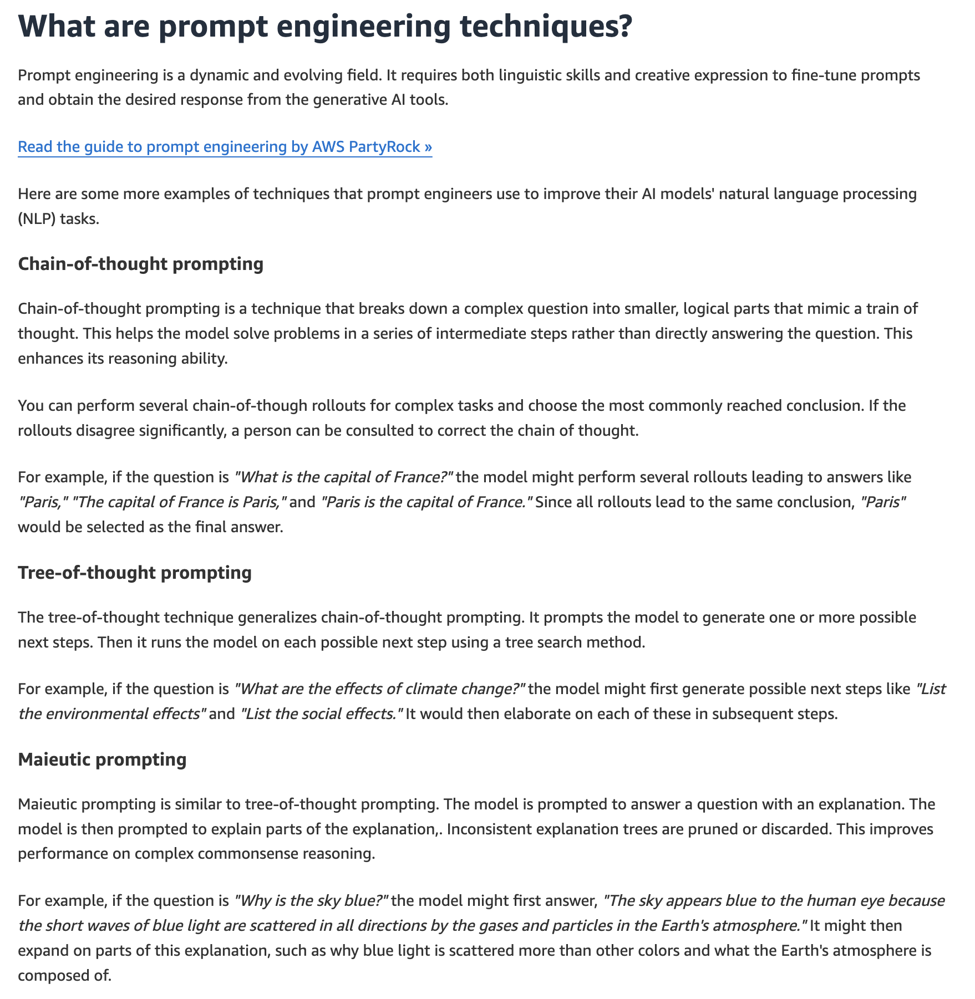 What are prompt engineering techniques?
Prompt engineering is a dynamic and evolving field. It requires both linguistic skills and creative expression to fine-tune prompts
and obtain the desired response from the generative AI tools.
Read the guide to prompt engineering by AWS PartyRock »
Here are some more examples of techniques that prompt engineers use to improve their AI models' natural language processing
(NLP) tasks.
Chain-of-thought prompting
Chain-of-thought prompting is a technique that breaks down a complex question into smaller, logical parts that mimic a train of
thought. This helps the model solve problems in a series of intermediate steps rather than directly answering the question. This
enhances its reasoning ability.
You can perform several chain-of-though rollouts for complex tasks and choose the most commonly reached conclusion. If the
rollouts disagree significantly, a person can be consulted to correct the chain of thought.
For example, if the question is "What is the capital of France?" the model might perform several rollouts leading to answers like
"Paris," "The capital of France is Paris," and "Paris is the capital of France." Since all rollouts lead to the same conclusion, "Paris"
would be selected as the final answer.
Tree-of-thought prompting
The tree-of-thought technique generalizes chain-of-thought prompting. It prompts the model to generate one or more possible
next steps. Then it runs the model on each possible next step using a tree search method.
For example, if the question is "What are the effects of climate change?" the model might first generate possible next steps like "List
the environmental effects" and "List the social effects." It would then elaborate on each of these in subsequent steps.
Maieutic prompting
Maieutic prompting is similar to tree-of-thought prompting. The model is prompted to answer a question with an explanation. The
model is then prompted to explain parts of the explanation,. Inconsistent explanation trees are pruned or discarded. This improves
performance on complex commonsense reasoning.
For example, if the question is "Why is the sky blue?" the model might first answer, "The sky appears blue to the human eye because
the short waves of blue light are scattered in all directions by the gases and particles in the Earth's atmosphere." It might then
expand on parts of this explanation, such as why blue light is scattered more than other colors and what the Earth's atmosphere is
composed of.